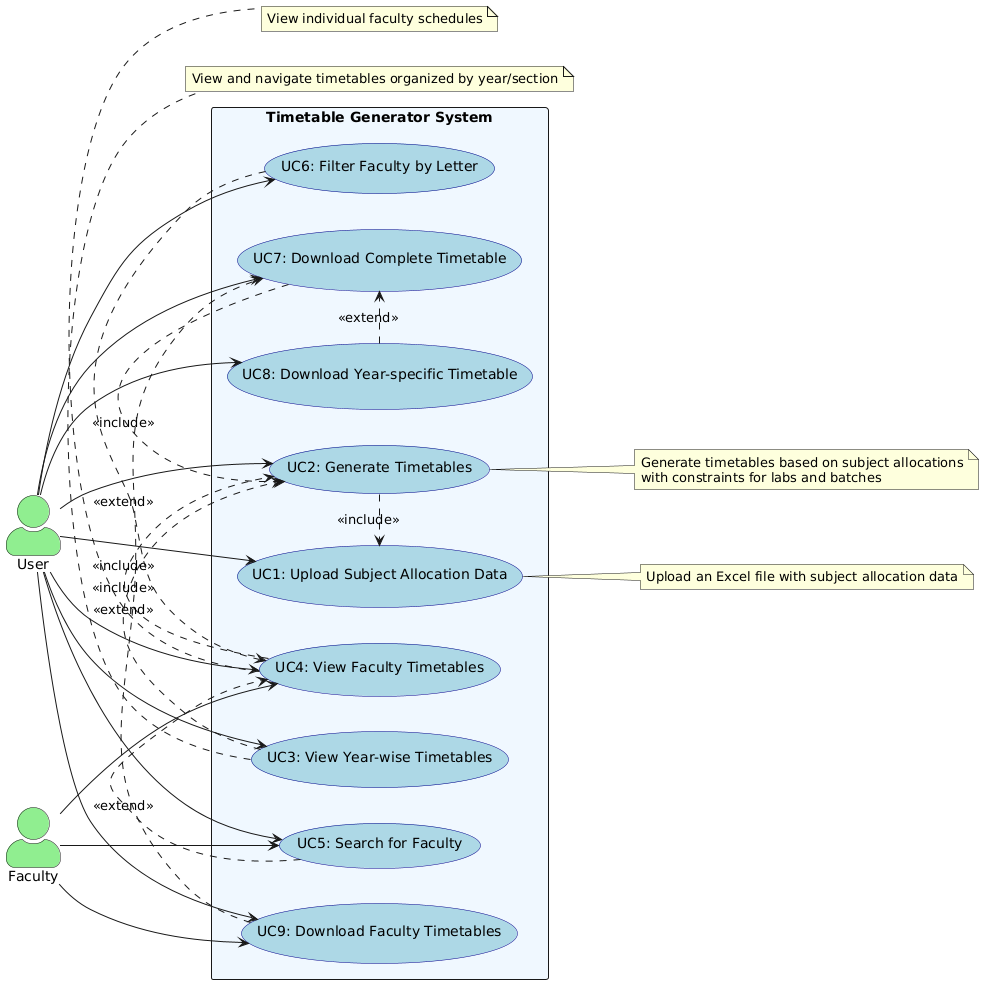 View individual faculty schedules
View and navigate timetables organized by year/section
Timetable Generator System
UC6: Filter Faculty by Letter
UC7: Download Complete Timetable
«extend»
UC8: Download Year-specific Timetable
«include»
UC2: Generate Timetables
Generate timetables based on subject allocations
with constraints for labs and batches
«extend»
«include»
User
«include»
UC1: Upload Subject Allocation Data
Upload an Excel file with subject allocation data
«include»
«extend»
UC4: View Faculty Timetables
UC3: View Year-wise Timetables
«extend»
UC5: Search for Faculty
Faculty
UC9: Download Faculty Timetables